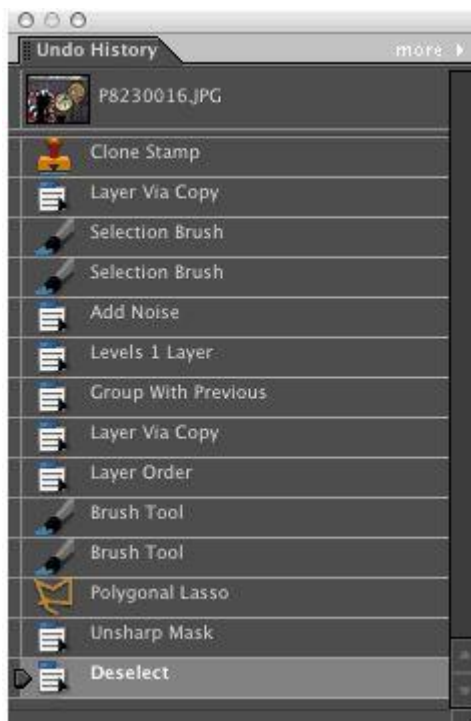 Undo History
more
P8230016.JPG
Clone Stamp
Layer Via Copy
Selection Brush
Selection Brush
Add Noise
Levels 1 Layer
Group With Previous
Layer Via Copy
Layer Order
Brush Tool
Brush Tool
Polygonal Lasso
Unsharp Mask
Deselect